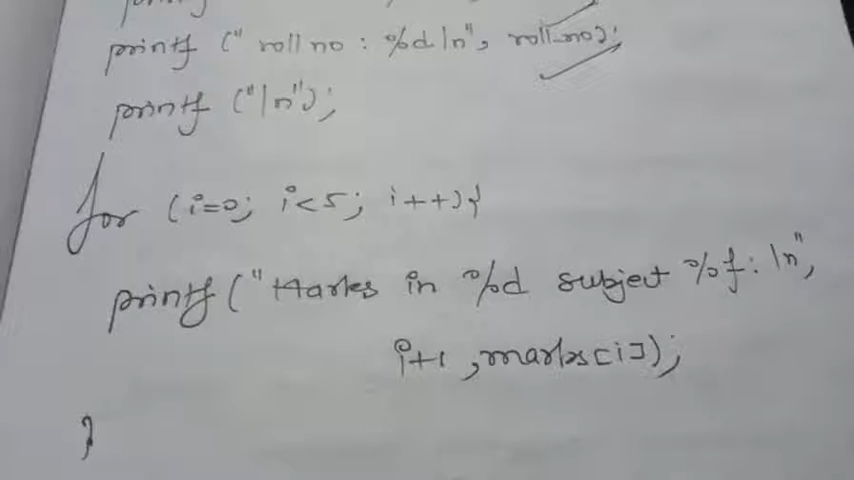 printf (" roll no : %d \n", roll_no);
printf ("\n");
for (i=0; i<5; i++){
printf (" Marks in %d subject %f : \n",
i+1 ,marks[i]);
}